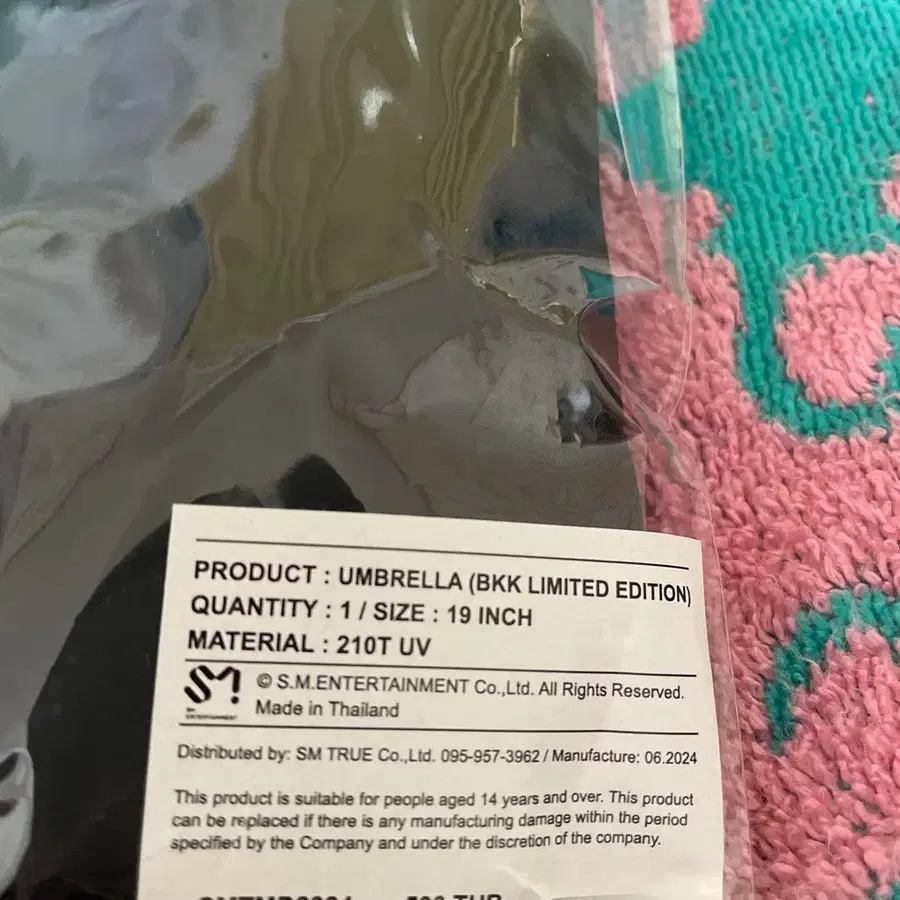 PRODUCT : UMBRELLA (BKK LIMITED EDITION)
QUANTITY : 1 / SIZE : 19 INCH
MATERIAL : 210T UV
SM
ENTERTAINMENT
© S.M.ENTERTAINMENT Co.,Ltd. All Rights Reserved.
Made in Thailand
Distributed by: SM TRUE Co.,Ltd. 095-957-3962 / Manufacture: 06.2024
This product is suitable for people aged 14 years and over. This product
can be replaced if there is any manufacturing damage within the period
specified by the Company and under the discretion of the company.